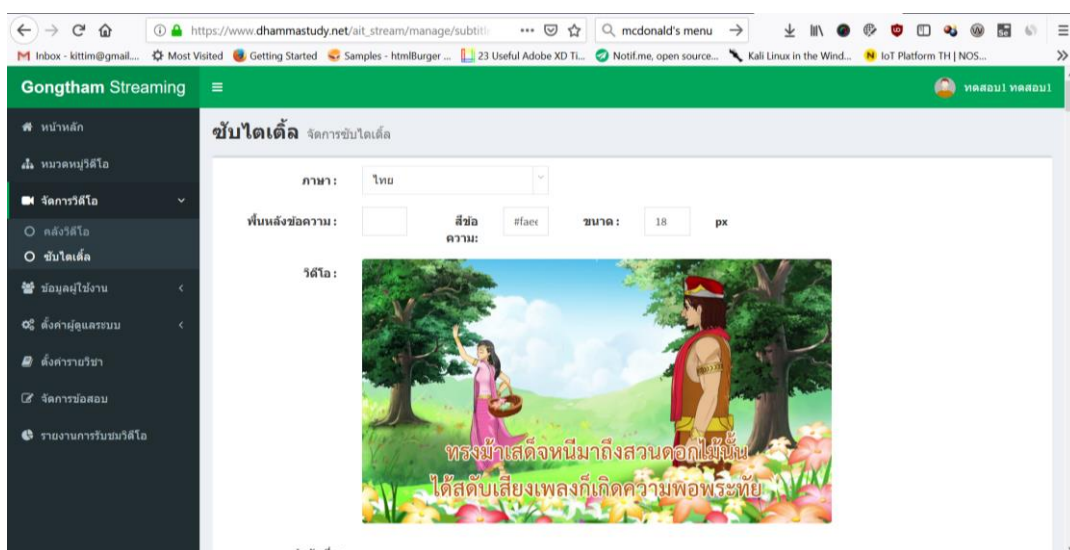 https://www.dhammastudy.net/ait_stream/manage/subtitl
mcdonald's menu
Inbox - kittim@gmail....
Most Visited
Getting Started
Samples - htmlBurger ...
23 Useful Adobe XD Ti...
Notif.me, open source...
Kali Linux in the Wind...
IoT Platform TH | NOS...
Gongtham Streaming
ทดสอบ1 ทดสอบ1
หน้าหลัก
หมวดหมู่วิดีโอ
จัดการวิดีโอ
คลังวิดีโอ
ซับไตเติ้ล
ข้อมูลผู้ใช้งาน
ตั้งค่าผู้ดูแลระบบ
ตั้งค่ารายวิชา
จัดการข้อสอบ
รายงานการรับชมวิดีโอ
ซับไตเติ้ล จัดการซับไตเติ้ล
ภาษา : ไทย
พื้นหลังข้อความ : สีข้อความ: #faee ขนาด : 18 px
วิดีโอ :
ทรงม้าเสด็จหนีมาถึงสวนดอกไม้นั้น
ได้สดับเสียงเพลงก็เกิดความพอพระทัย